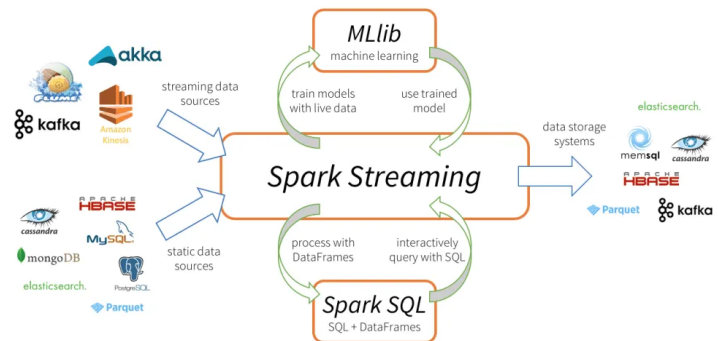 MLlib
machine learning
akka
FLUME
kafka
Amazon
Kinesis
streaming data
sources
train models
with live data
use trained
model
data storage
systems
elasticsearch.
memsql
cassandra
APACHE
HBASE
Parquet
kafka
Spark Streaming
APACHE
HBASE
cassandra
MySQL
mongoDB
PostgreSQL
elasticsearch.
Parquet
static data
sources
process with
DataFrames
interactively
query with SQL
Spark SQL
SQL + DataFrames